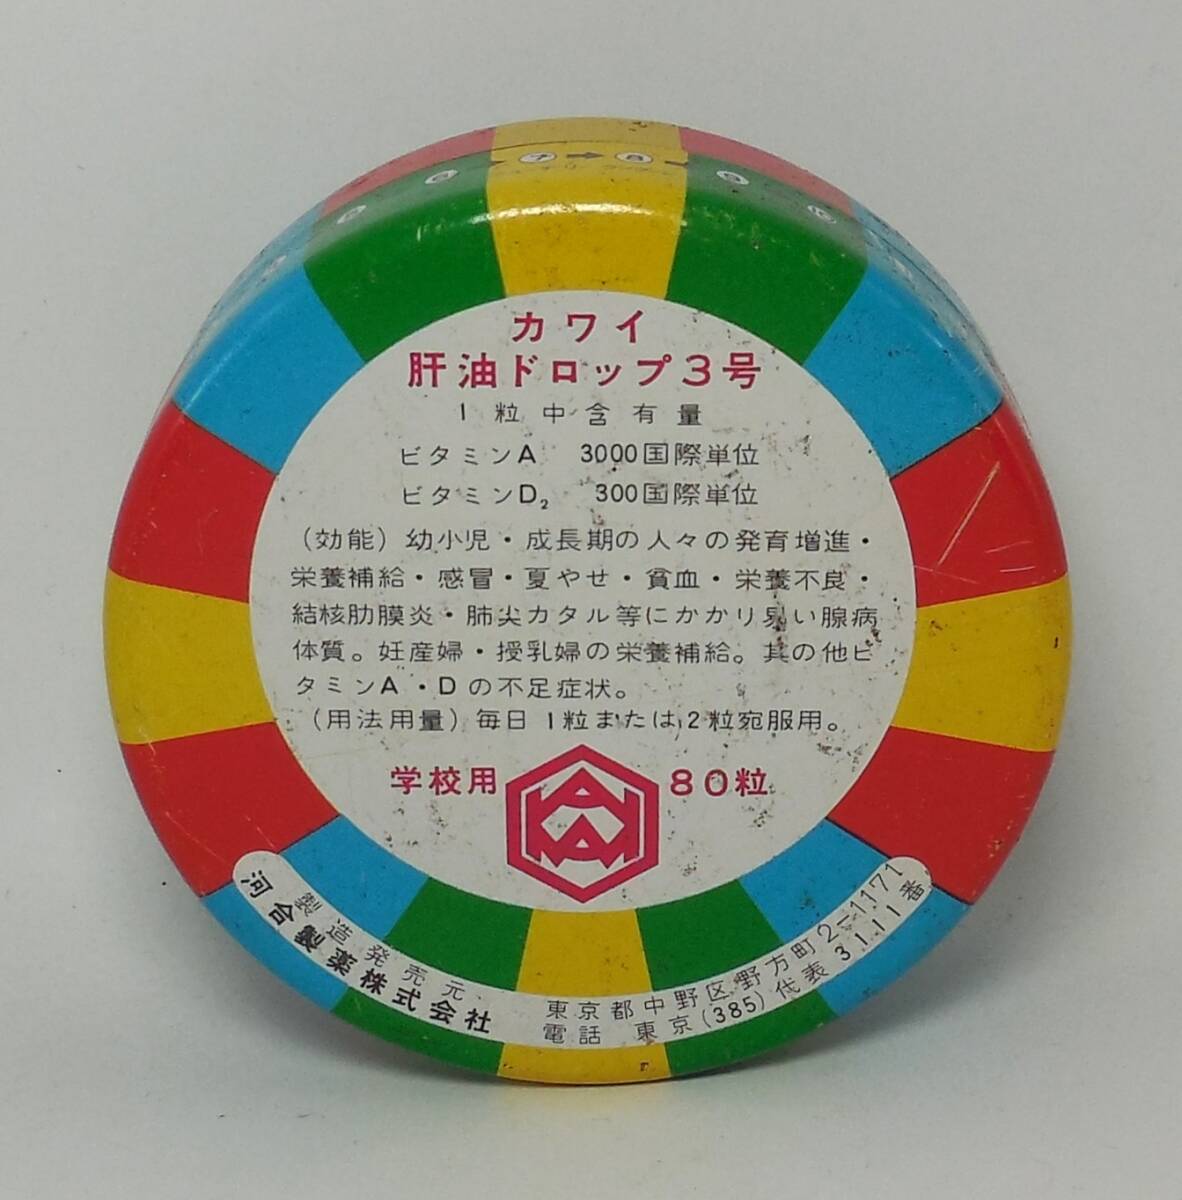 7 → 8
6
9
カワイ
肝油ドロップ3号
1粒中含有量
ビタミンA 3000国際単位
ビタミンD₂ 300国際単位
(効能) 幼小児・成長期の人々の発育増進・
栄養補給・感冒・夏やせ・貧血・栄養不良・
結核肋膜炎・肺尖カタル等にかかり易い腺病
体質。妊産婦・授乳婦の栄養補給。其の他ビ
タミンA・Dの不足症状。
(用法用量) 毎日1粒または2粒宛服用。
学校用 80粒
製造発売元
河合製薬株式会社
東京都中野区野方町2-1171
電話 東京(385)代表3111番